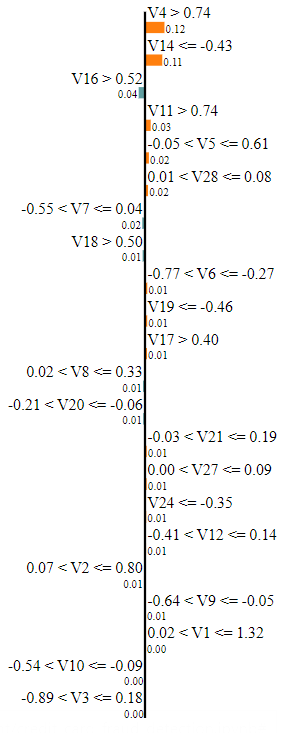 V4 > 0.74
0.12
V14 <= -0.43
0.11
V16 > 0.52
0.04
V11 > 0.74
0.03
-0.05 < V5 <= 0.61
0.02
0.01 < V28 <= 0.08
0.02
-0.55 < V7 <= 0.04
0.02
V18 > 0.50
0.01
-0.77 < V6 <= -0.27
0.01
V19 <= -0.46
0.01
V17 > 0.40
0.01
0.02 < V8 <= 0.33
0.01
-0.21 < V20 <= -0.06
0.01
-0.03 < V21 <= 0.19
0.01
0.00 < V27 <= 0.09
0.01
V24 <= -0.35
0.01
-0.41 < V12 <= 0.14
0.01
0.07 < V2 <= 0.80
0.01
-0.64 < V9 <= -0.05
0.01
0.02 < V1 <= 1.32
0.00
-0.54 < V10 <= -0.09
0.00
-0.89 < V3 <= 0.18
0.00